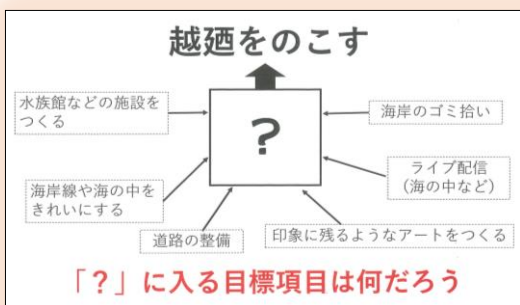 越廼をのこす
水族館などの施設を
つくる
海岸のゴミ拾い
?
海岸線や海の中を
きれいにする
ライブ配信
(海の中など)
道路の整備
印象に残るようなアートをつくる
「?」に入る目標項目は何だろう